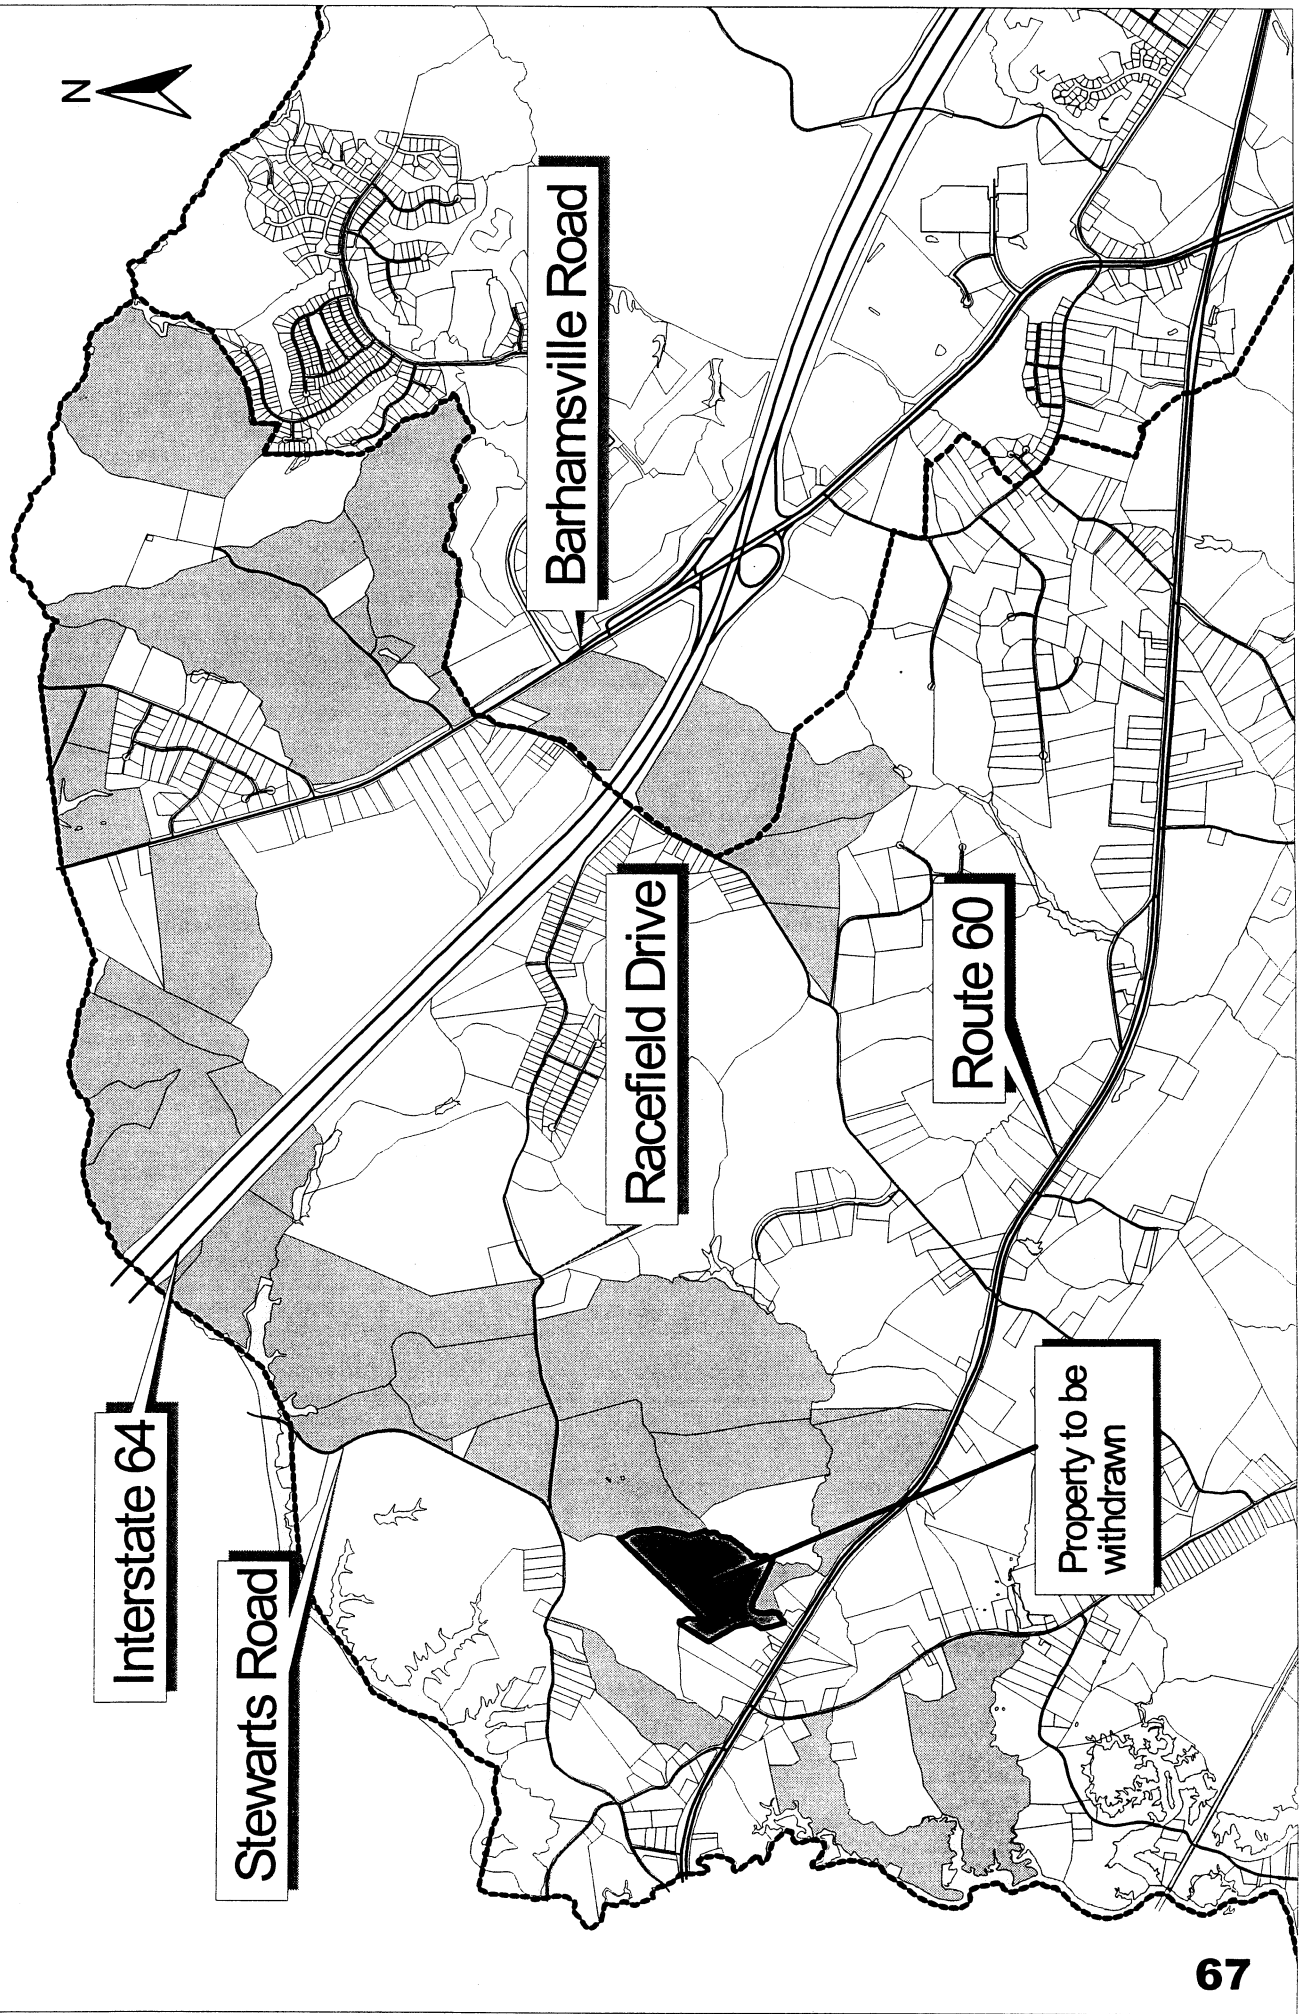 N
Barhamsville Road
Racefield Drive
Route 60
Interstate 64
Stewarts Road
Property to be
withdrawn
67